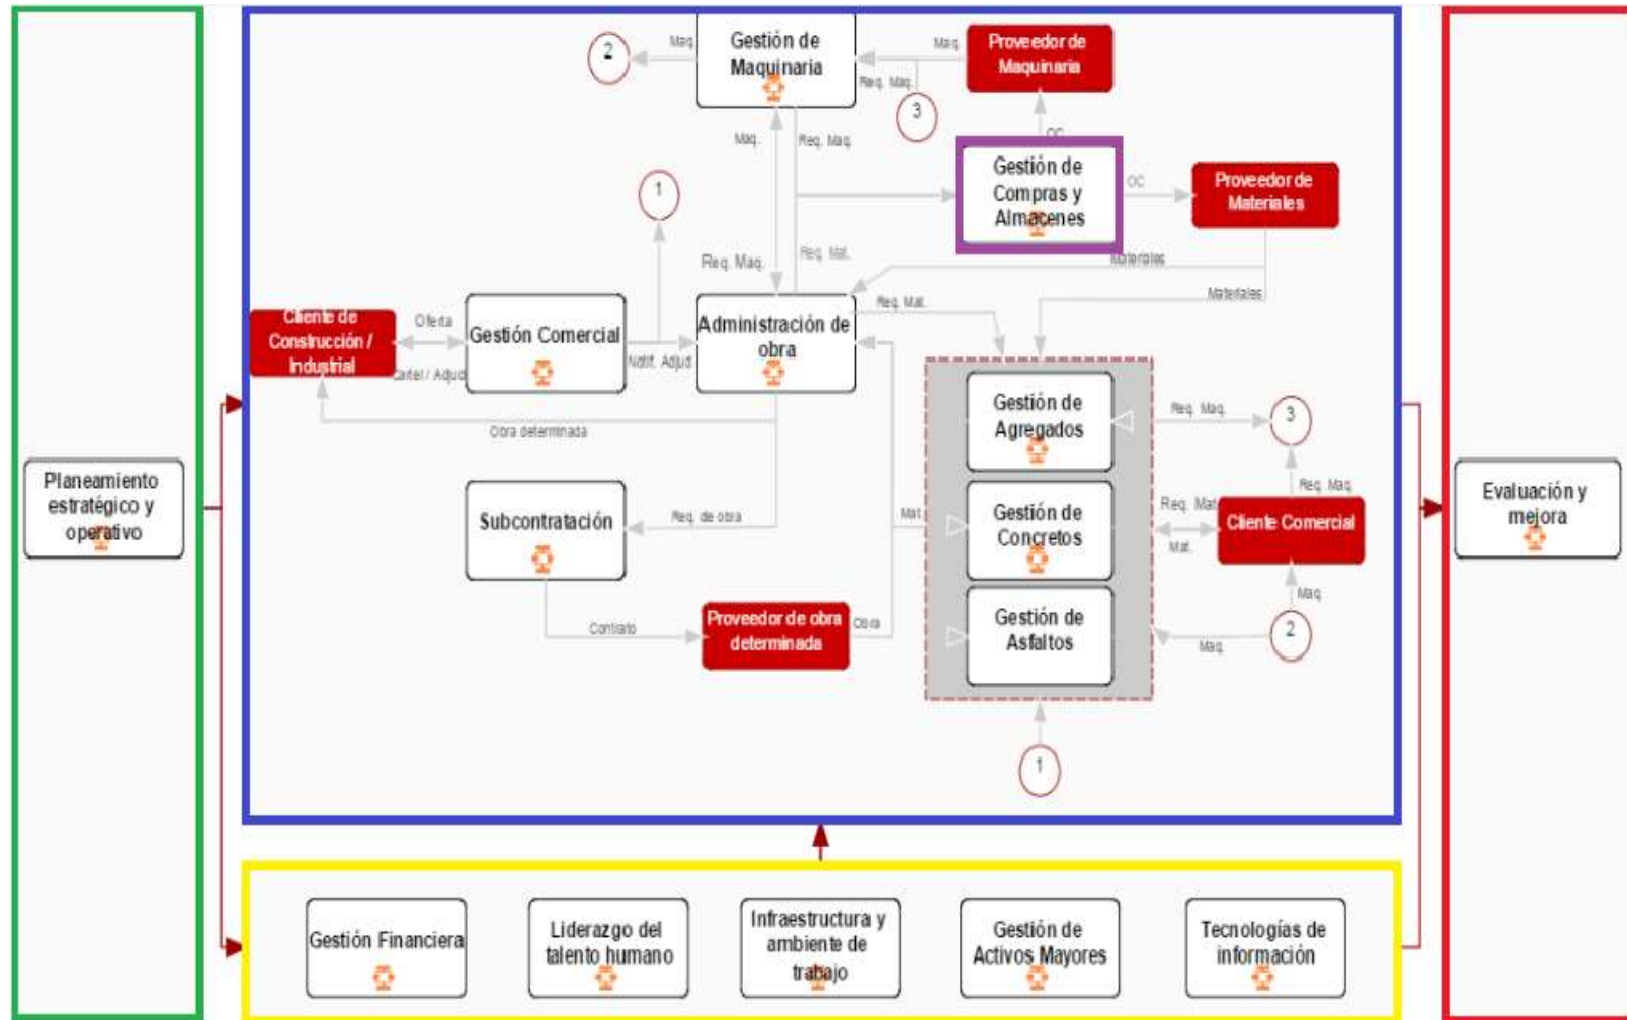 Planeamiento
estratégico y
operativo
2
Maq.
Gestión de
Maquinaria
Maq.
Req. Maq.
3
Proveedor de
Maquinaria
OC
Maq.
Req. Maq.
Gestión de
Compras y
Almacenes
OC
Proveedor de
Materiales
1
Req. Maq.
Req. Mat.
Materiales
Materiales
Cliente de
Construcción /
Industrial
Oferta
Cartel / Adjud
Gestión Comercial
Notif. Adjud
Administración de
obra
Req. Mat.
Obra determinada
Gestión de
Agregados
Req. Maq.
3
Req. Maq.
Subcontratación
Req. de obra
Mat.
Gestión de
Concretos
Req. Mat
Mat.
Cliente Comercial
Contrato
Proveedor de obra
determinada
Obra
Gestión de
Asfaltos
Maq.
2
Maq.
1
Evaluación y
mejora
Gestión Financiera
Liderazgo del
talento humano
Infraestructura y
ambiente de
trabajo
Gestión de
Activos Mayores
Tecnologías de
información